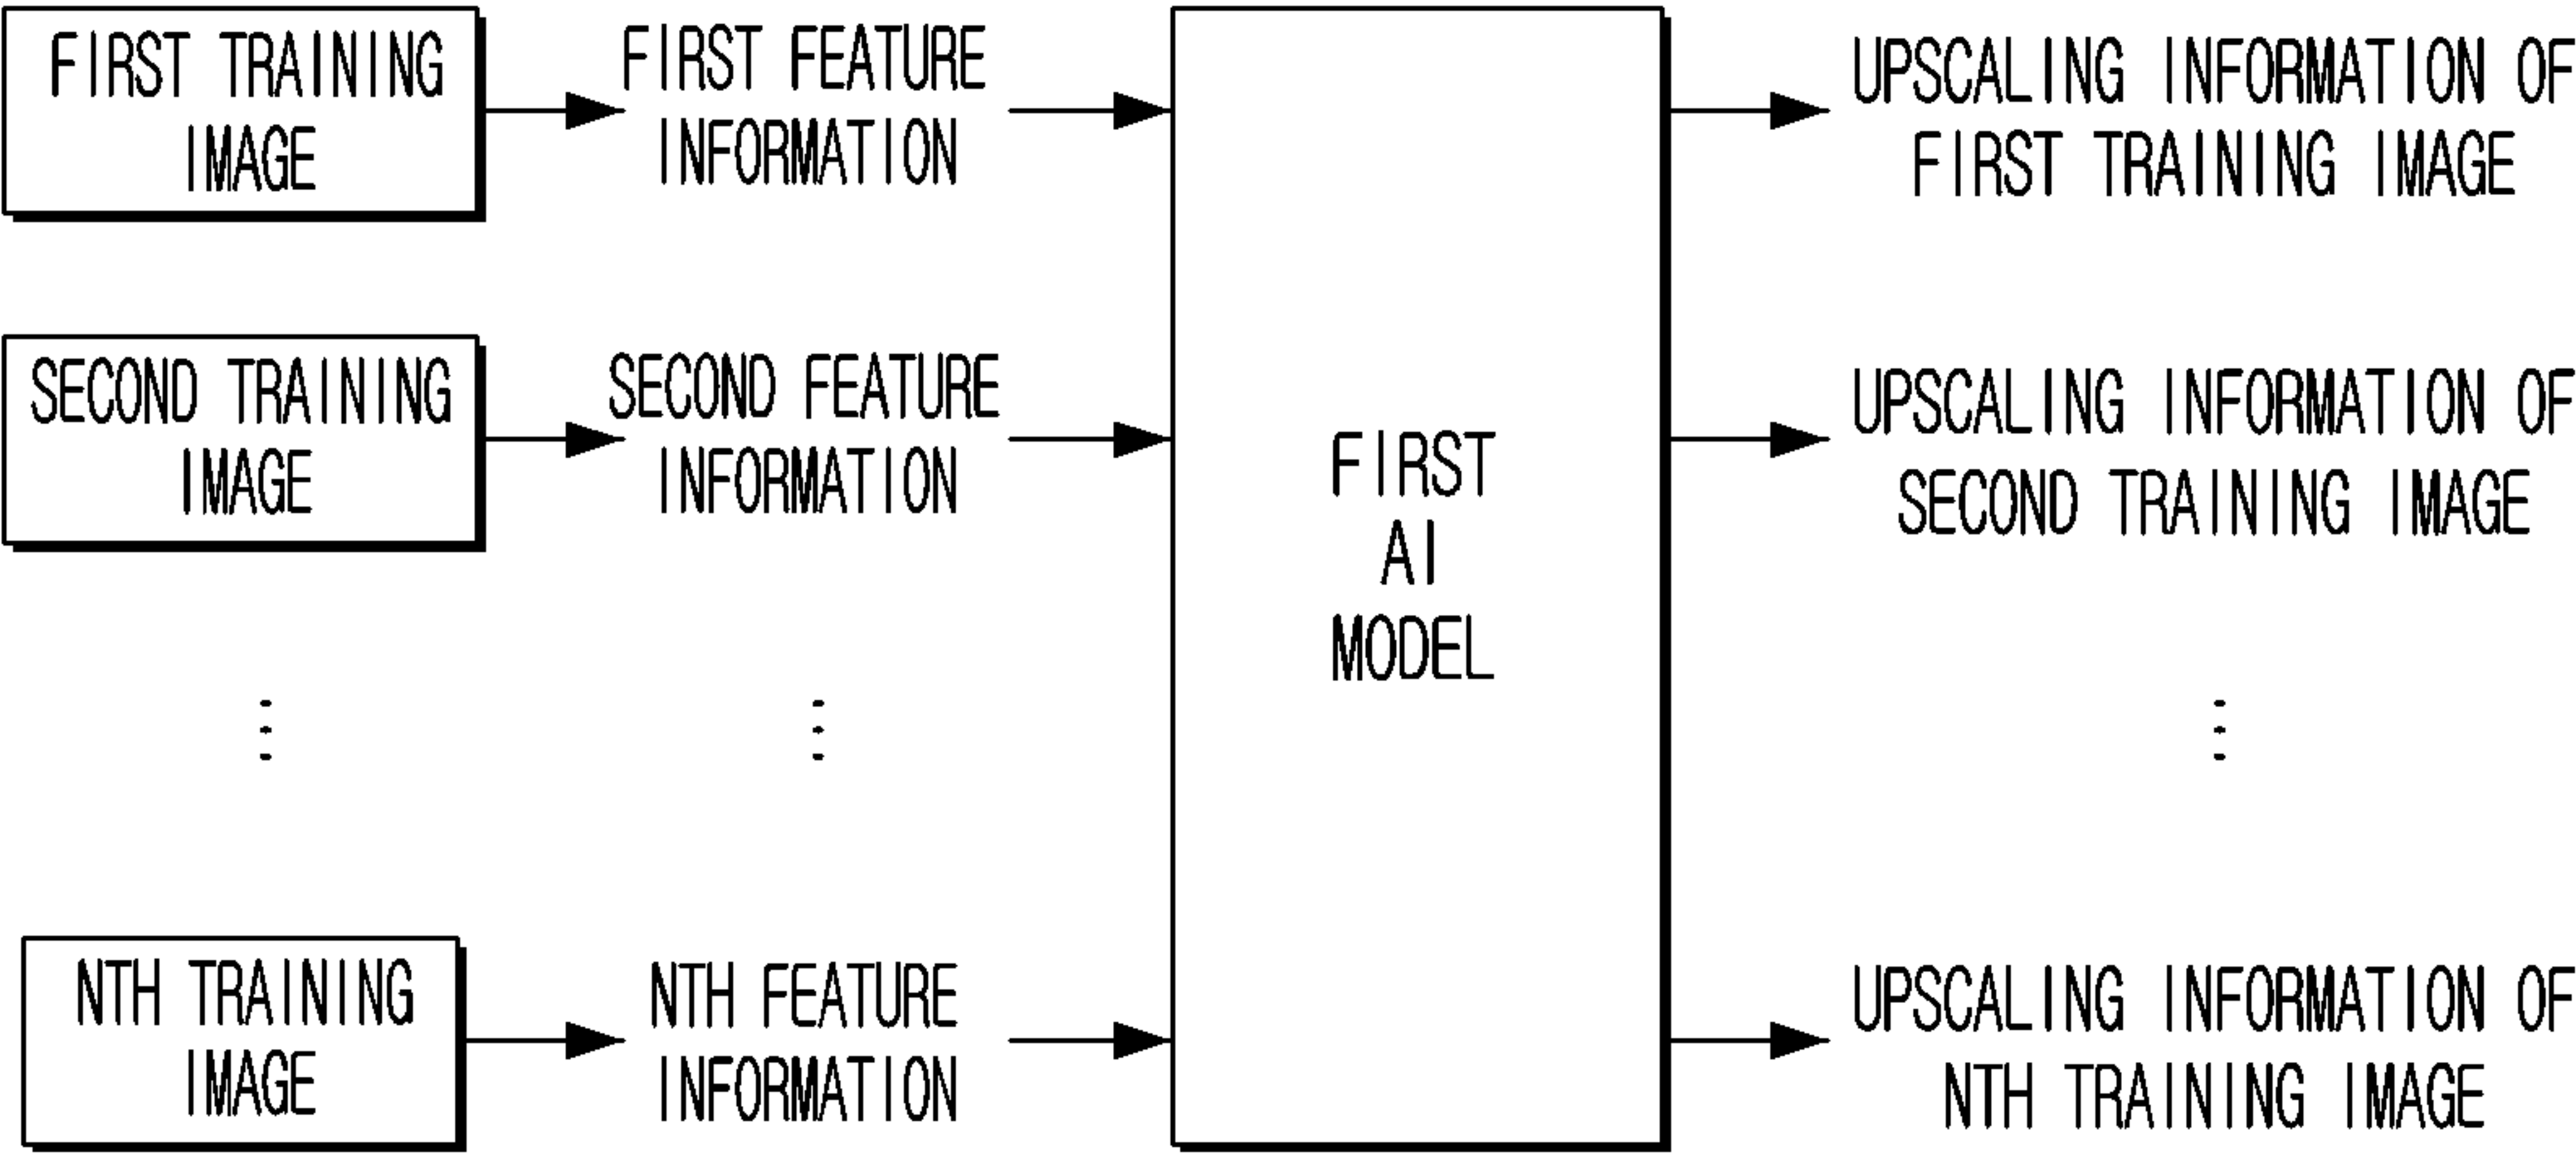 FIRST TRAINING
IMAGE
FIRST FEATURE
INFORMATION
UPSCALING INFORMATION OF
FIRST TRAINING IMAGE
SECOND TRAINING
IMAGE
SECOND FEATURE
INFORMATION
UPSCALING INFORMATION OF
SECOND TRAINING IMAGE
FIRST
AI
MODEL
NTH TRAINING
IMAGE
NTH FEATURE
INFORMATION
UPSCALING INFORMATION OF
NTH TRAINING IMAGE